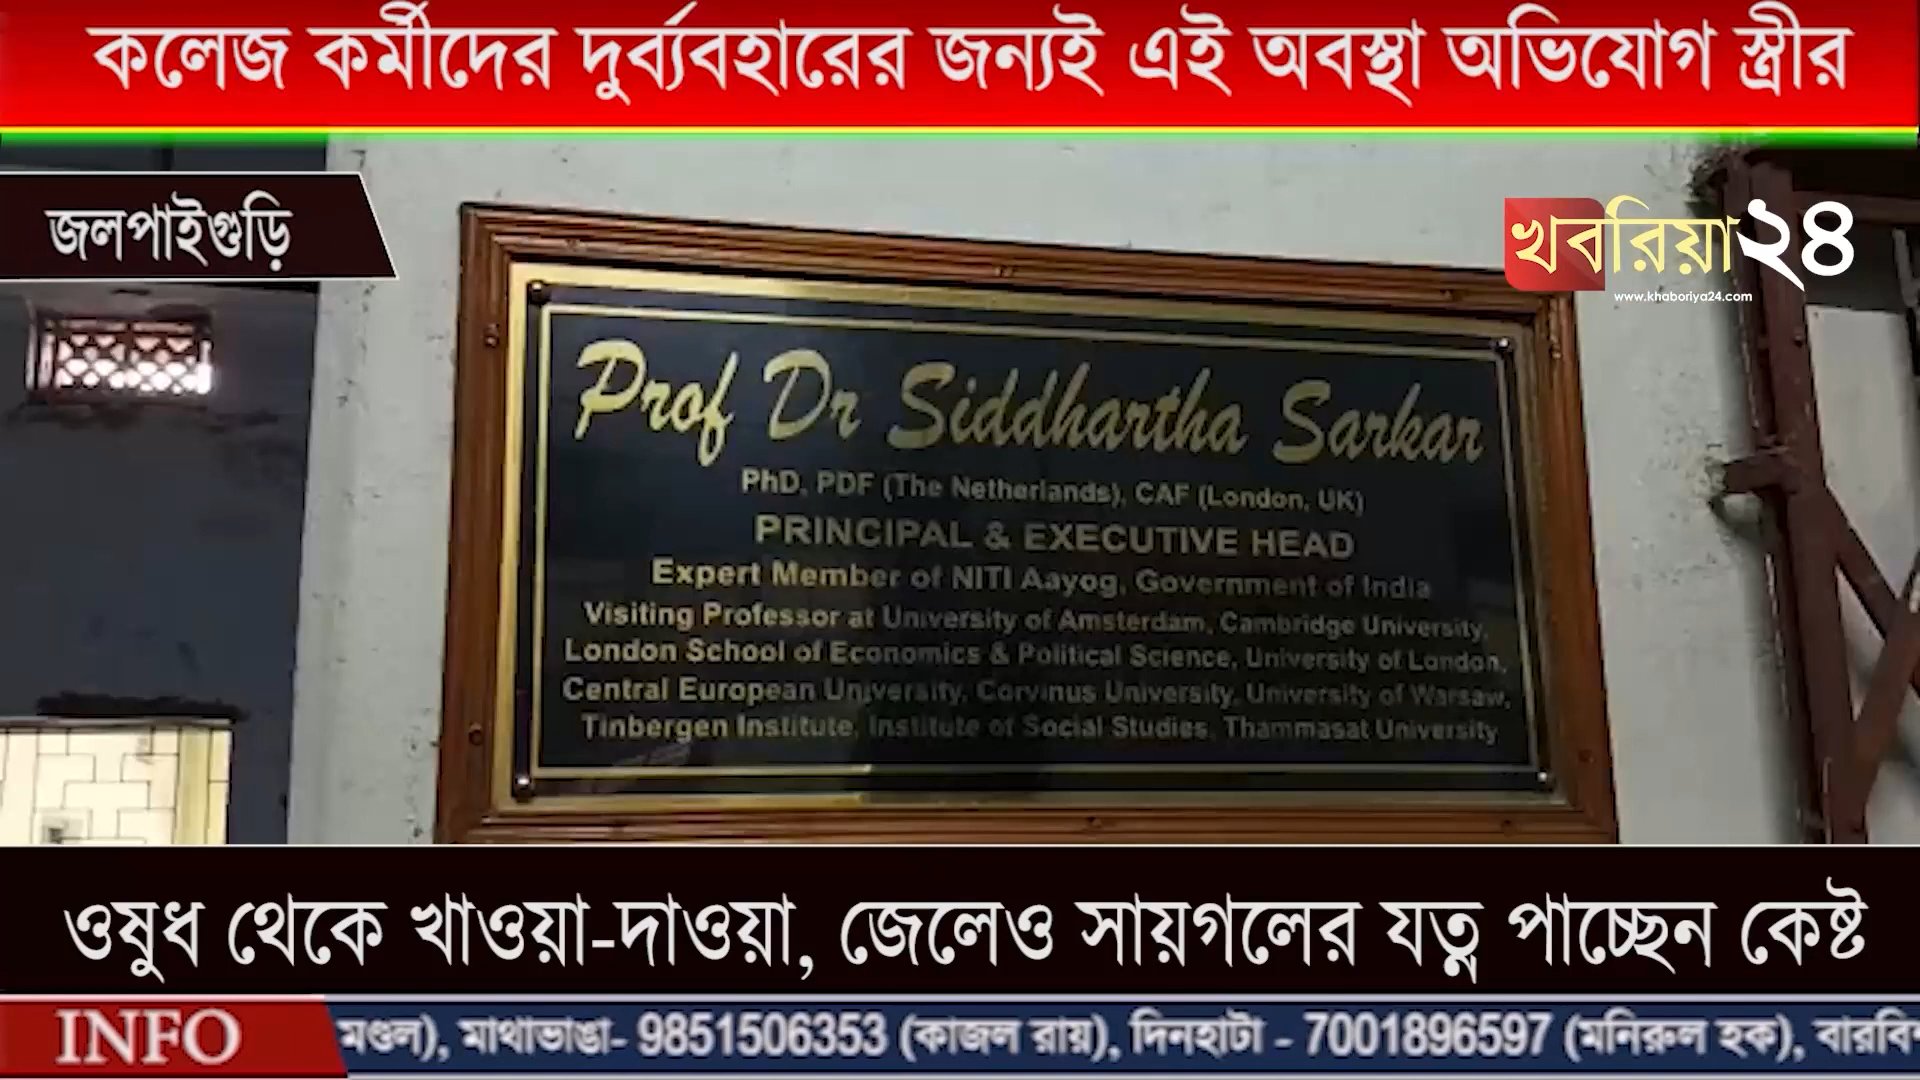 কলেজ কর্মীদের দুর্ব্যবহারের জন্যই এই অবস্থা অভিযোগ স্ত্রীর
জলপাইগুড়ি
খবরিয়া২৪
www.khaboriya24.com
Prof Dr Siddhartha Sarkar
PhD, PDF (The Netherlands), CAF (London, UK)
PRINCIPAL & EXECUTIVE HEAD
Expert Member of NITI Aayog, Government of India
Visiting Professor at University of Amsterdam, Cambridge University,
London School of Economics & Political Science, University of London,
Central European University, Corvinus University, University of Warsaw,
Tinbergen Institute, Institute of Social Studies, Thammasat University
ওষুধ থেকে খাওয়া-দাওয়া, জেলেও সায়গলের যত্ন পাচ্ছেন কেষ্ট
INFO
মণ্ডল), মাথাভাঙা- 9851506353 (কাজল রায়), দিনহাটা - 7001896597 (মনিরুল হক),